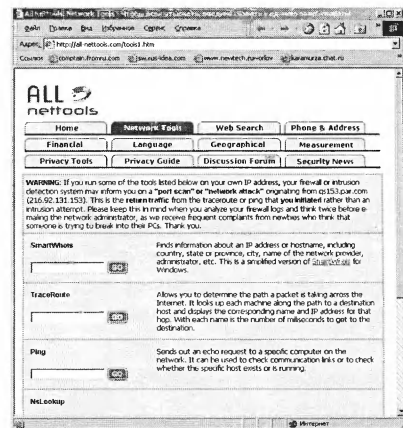 Файл Правка Вид Избранное Сервис Справка
Адрес http://all-nettools.com/tools1.htm
Ссылки
ALL
nettools
Home Network Tools Web Search Phone & Address
Financial Language Geographical Measurement
Privacy Tools Privacy Guide Discussion Forum Security News
WARNING: If you run some of the tools listed below on your own IP address, your firewall or intrusion
detection system may inform you on a "port scan" or "network attack" originating from qs153.pair.com
(216.92.131.153). This is the return traffic from the traceroute or ping that you initiated rather than an
intrusion attempt. Please keep this in mind when you analyze your firewall logs and think twice before e-
mailing the network administrator, as we receive frequent complaints from newbies who think that
someone is trying to break into their PCs. Thank you.
SmartWhois
Finds information about an IP address or hostname, including
country, state or province, city, name of the network provider,
administrator, etc. This is a simplified version of SmartWhois for
Windows.
GO
TraceRoute
Allows you to determine the path a packet is taking across the
Internet. It looks up each machine along the path to a destination
host and displays the corresponding name and IP address for that
hop. With each name is the number of milliseconds to get to the
destination.
GO
Ping
Sends out an echo request to a specific computer on the
network. It can be used to check communication links or to check
whether the specific host exists or is running.
GO
NsLookup
Интернет